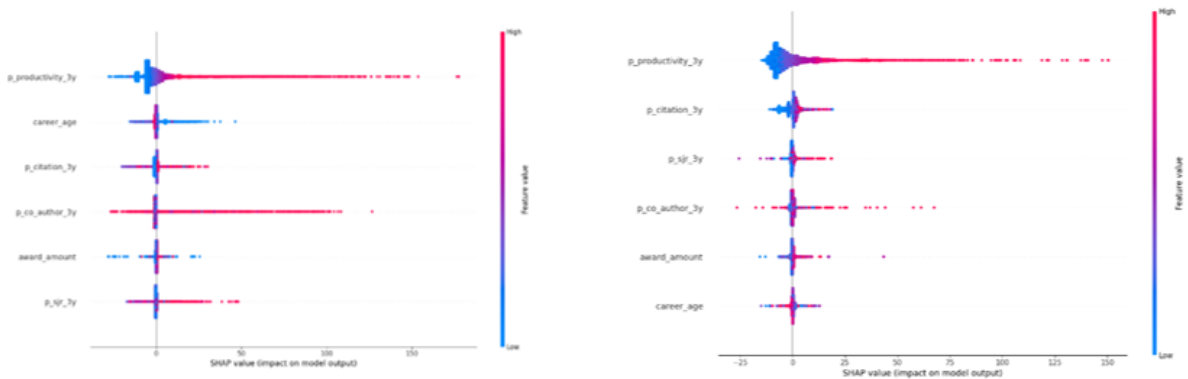 High
p_productivity_3y
career_age
p_citation_3y
p_co_author_3y
award_amount
p_sjr_3y
Feature value
Low
0 50 100 150
SHAP value (impact on model output)
High
p_productivity_3y
p_citation_3y
p_sjr_3y
p_co_author_3y
award_amount
career_age
Feature value
Low
−25 0 25 50 75 100 125 150
SHAP value (impact on model output)